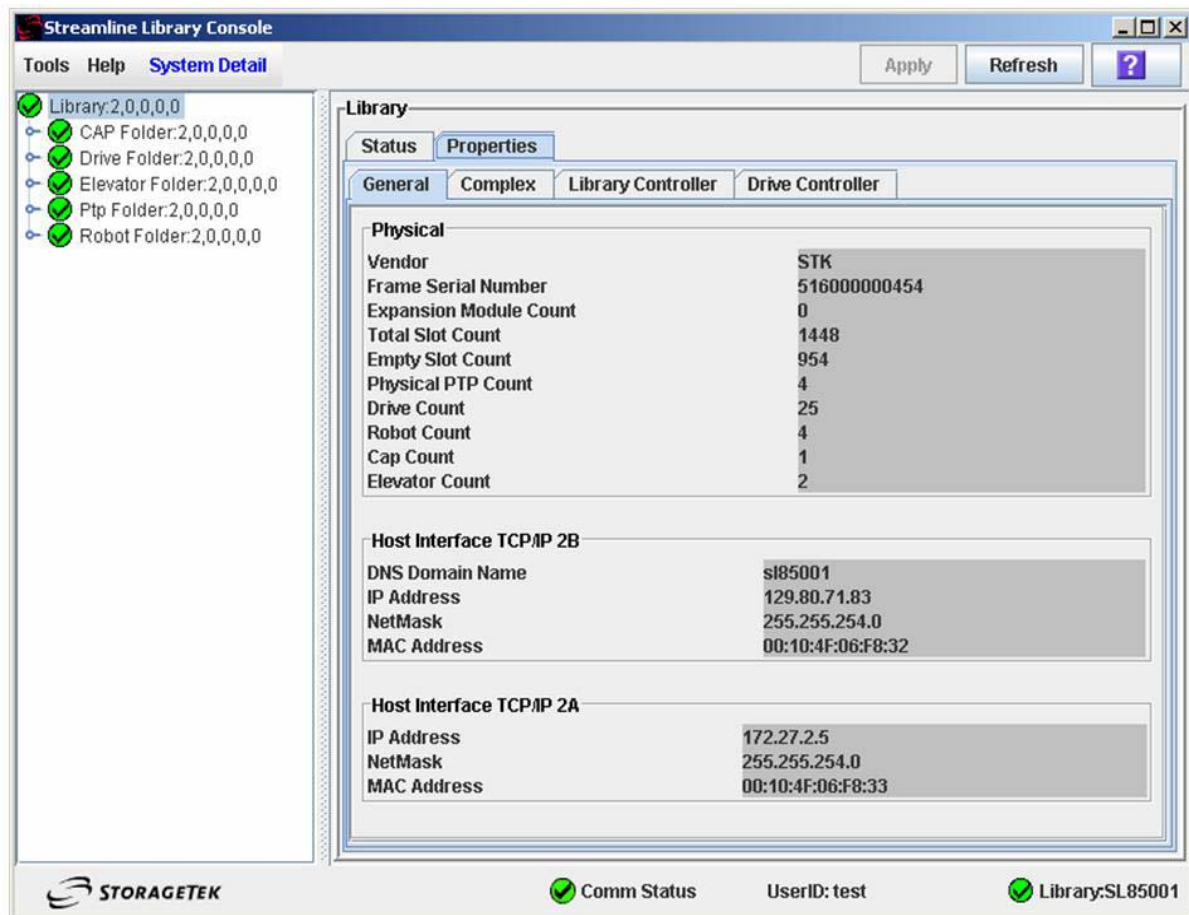 Streamline Library Console
Tools Help System Detail Apply Refresh ?
Library:2,0,0,0,0
CAP Folder:2,0,0,0,0
Drive Folder:2,0,0,0,0
Elevator Folder:2,0,0,0,0
Ptp Folder:2,0,0,0,0
Robot Folder:2,0,0,0,0
Library
Status Properties
General Complex Library Controller Drive Controller
Physical
Vendor STK
Frame Serial Number 516000000454
Expansion Module Count 0
Total Slot Count 1448
Empty Slot Count 954
Physical PTP Count 4
Drive Count 25
Robot Count 4
Cap Count 1
Elevator Count 2
Host Interface TCP/IP 2B
DNS Domain Name sl85001
IP Address 129.80.71.83
NetMask 255.255.254.0
MAC Address 00:10:4F:06:F8:32
Host Interface TCP/IP 2A
IP Address 172.27.2.5
NetMask 255.255.254.0
MAC Address 00:10:4F:06:F8:33
STORAGETEK Comm Status UserID: test Library:SL85001